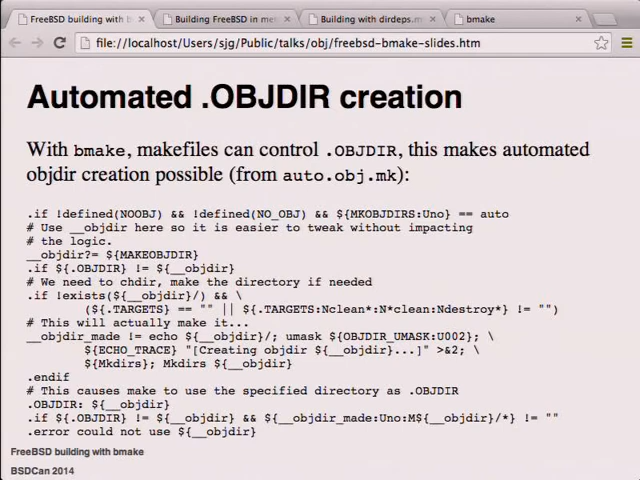 FreeBSD building with b
Building FreeBSD in met
Building with dirdeps.m
bmake
file://localhost/Users/sjg/Public/talks/obj/freebsd-bmake-slides.htm
Automated .OBJDIR creation
With bmake, makefiles can control .OBJDIR, this makes automated
objdir creation possible (from auto.obj.mk):
.if !defined(NOOBJ) && !defined(NO_OBJ) && ${MKOBJDIRS:Uno} == auto
# Use __objdir here so it is easier to tweak without impacting
# the logic.
__objdir?= ${MAKEOBJDIR}
.if ${.OBJDIR} != ${__objdir}
# We need to chdir, make the directory if needed
.if !exists(${__objdir}/) && \
(${.TARGETS} == "" || ${.TARGETS:Nclean*:N*clean:Ndestroy*} != "")
# This will actually make it...
__objdir_made != echo ${__objdir}/; umask ${OBJDIR_UMASK:U002}; \
${ECHO_TRACE} "[Creating objdir ${__objdir}...]" >&2; \
${Mkdirs}; Mkdirs ${__objdir}
.endif
# This causes make to use the specified directory as .OBJDIR
.OBJDIR: ${__objdir}
.if ${.OBJDIR} != ${__objdir} && ${__objdir_made:Uno:M${__objdir}/*} != ""
.error could not use ${__objdir}
FreeBSD building with bmake
BSDCan 2014